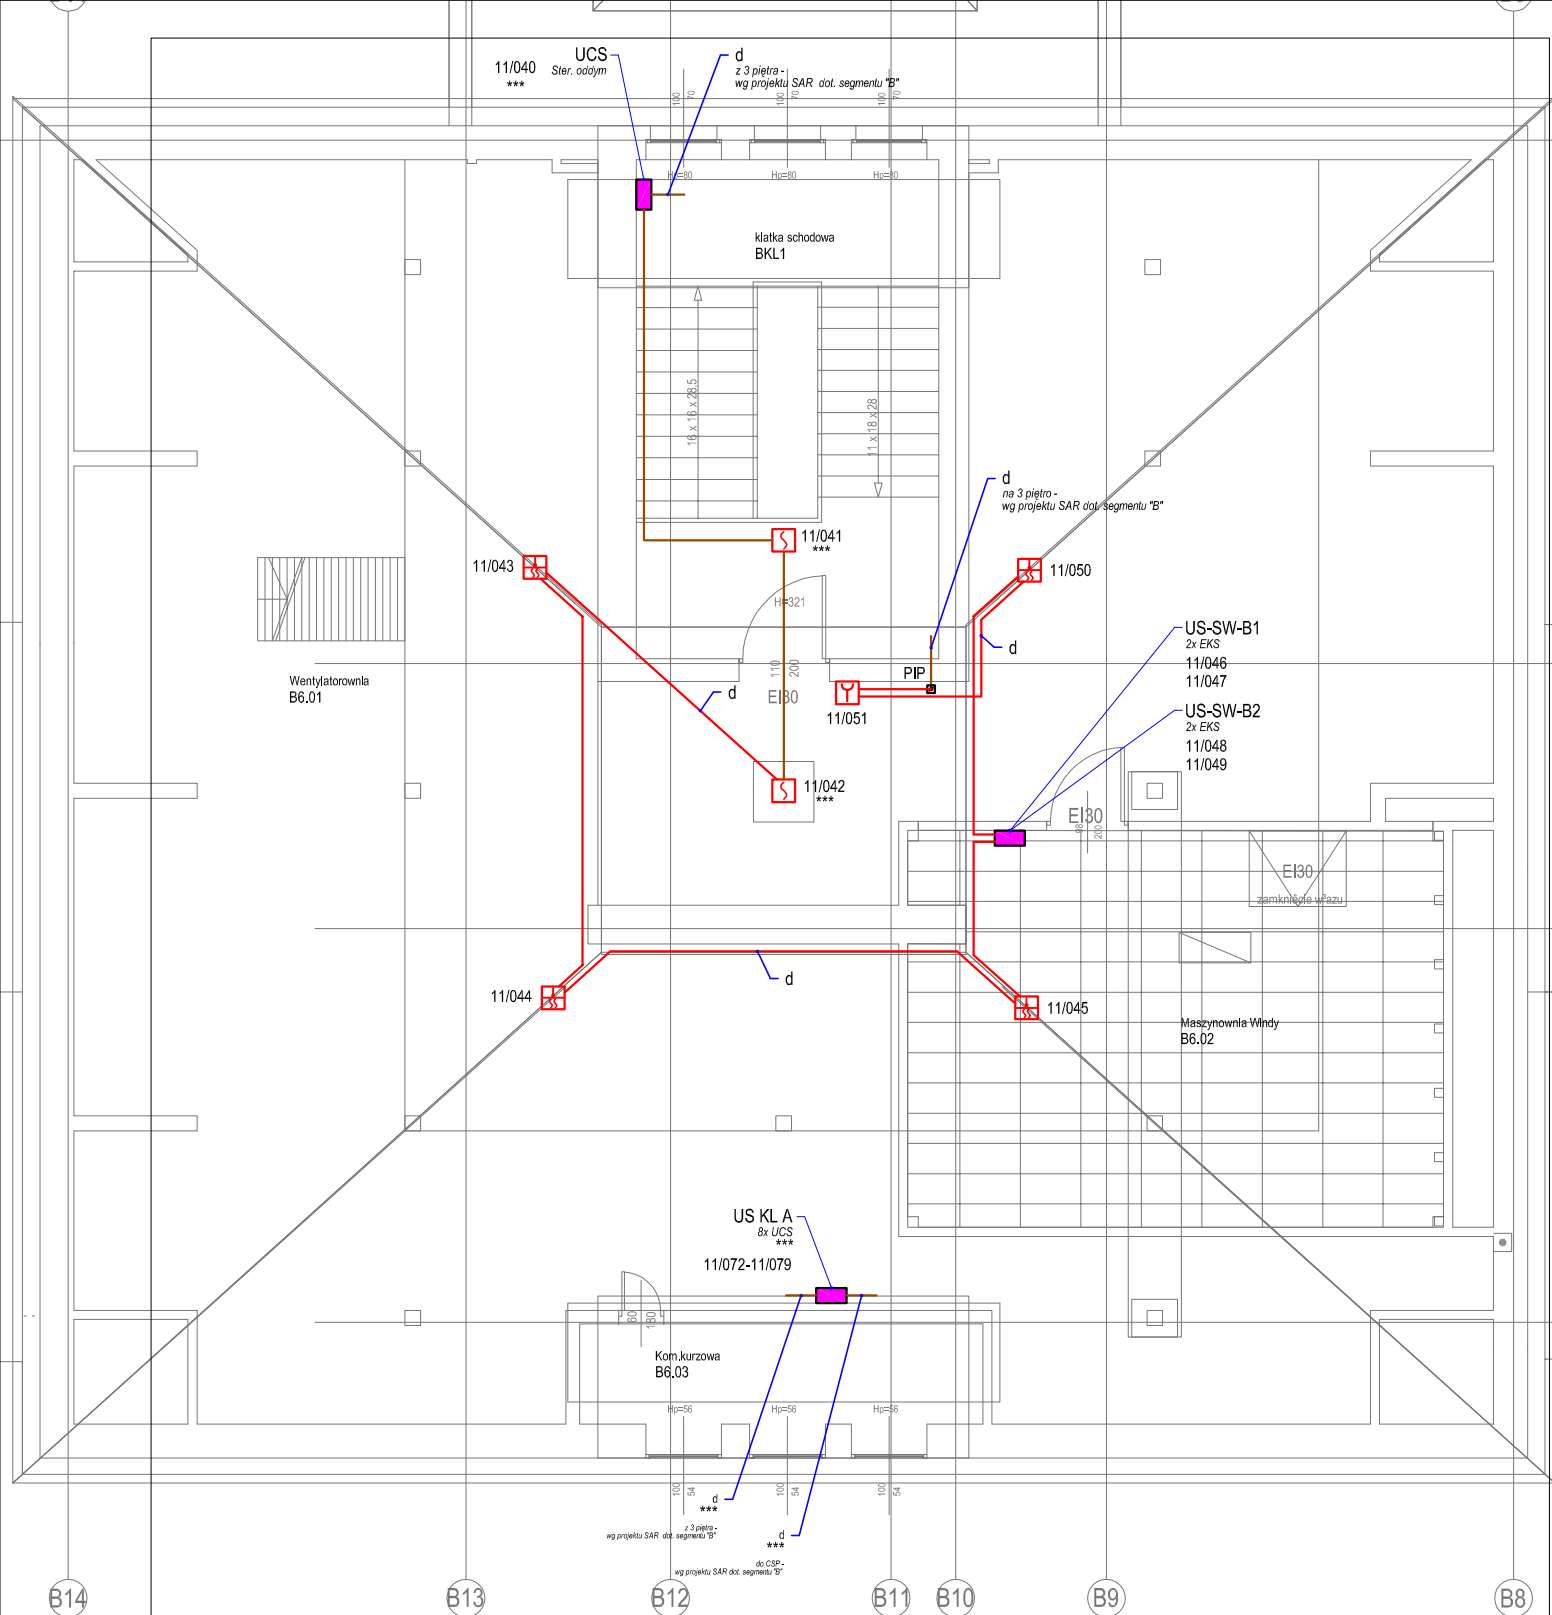 UCS
Ster. oddym
11/040
***
d
z 3 piętra -
wg projektu SAR dot. segmentu "B"
100
70
100
70
100
70
Hp=80
Hp=80
Hp=80
klatka schodowa
BKL1
16 x 16 x 28.5
11 x 18 x 28
d
na 3 piętro -
wg projektu SAR dot. segmentu "B"
11/041
***
11/043
11/050
H=321
US-SW-B1
2x EKS
11/046
11/047
d
Wentylatorownia
B6.01
110
200
EI30
d
PIP
11/051
US-SW-B2
2x EKS
11/048
11/049
11/042
***
EI30
98
200
EI30
d
11/044
11/045
Maszynownia Windy
B6.02
US KL A
8x UCS
***
11/072-11/079
60
180
Kom.kurzowa
B6.03
Hp=56
Hp=56
Hp=56
100
54
100
54
100
54
d
***
z 3 piętra -
wg projektu SAR dot. segmentu "B"
d
***
do CSP -
wg projektu SAR dot. segmentu "B"
B14
B13
B12
B11
B10
B9
B8